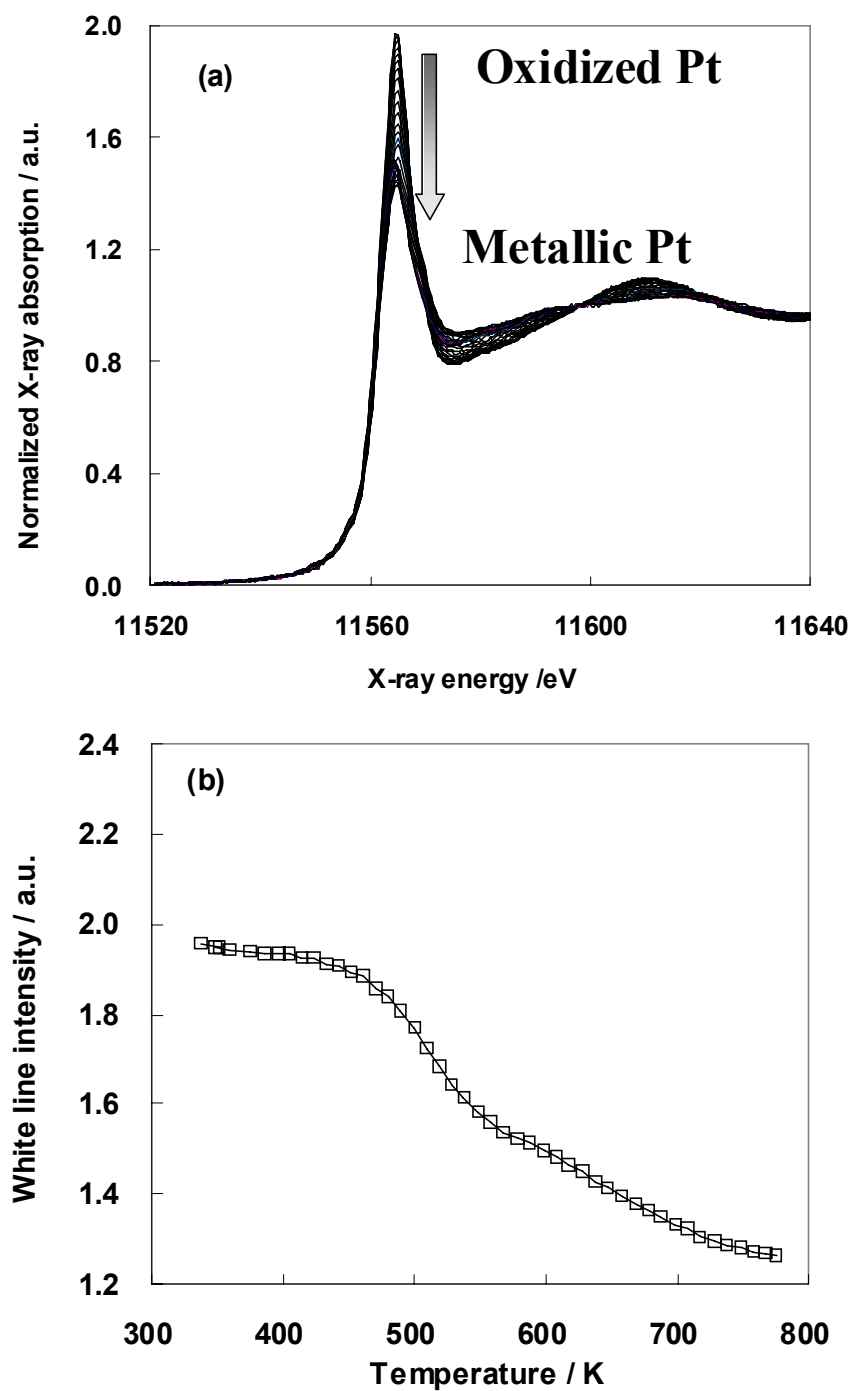 2.0
(a)
Oxidized Pt
1.6
Metallic Pt
1.2
0.8
0.4
0.0
Normalized X-ray absorption / a.u.
11520 11560 11600 11640
X-ray energy /eV
2.4
(b)
2.2
2.0
1.8
1.6
1.4
1.2
White line intensity / a.u.
300 400 500 600 700 800
Temperature / K